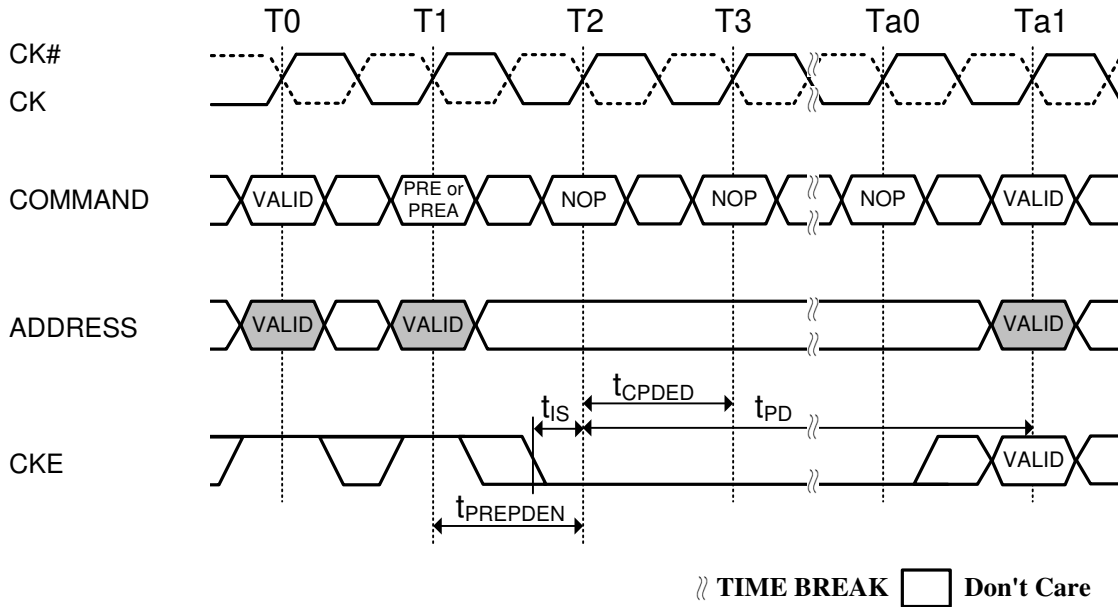 T0 T1 T2 T3 Ta0 Ta1
CK#
CK
COMMAND VALID PRE or PREA NOP NOP NOP VALID
ADDRESS VALID VALID VALID
tCPDED
tIS tPD
CKE VALID
tPREPDEN
TIME BREAK Don't Care